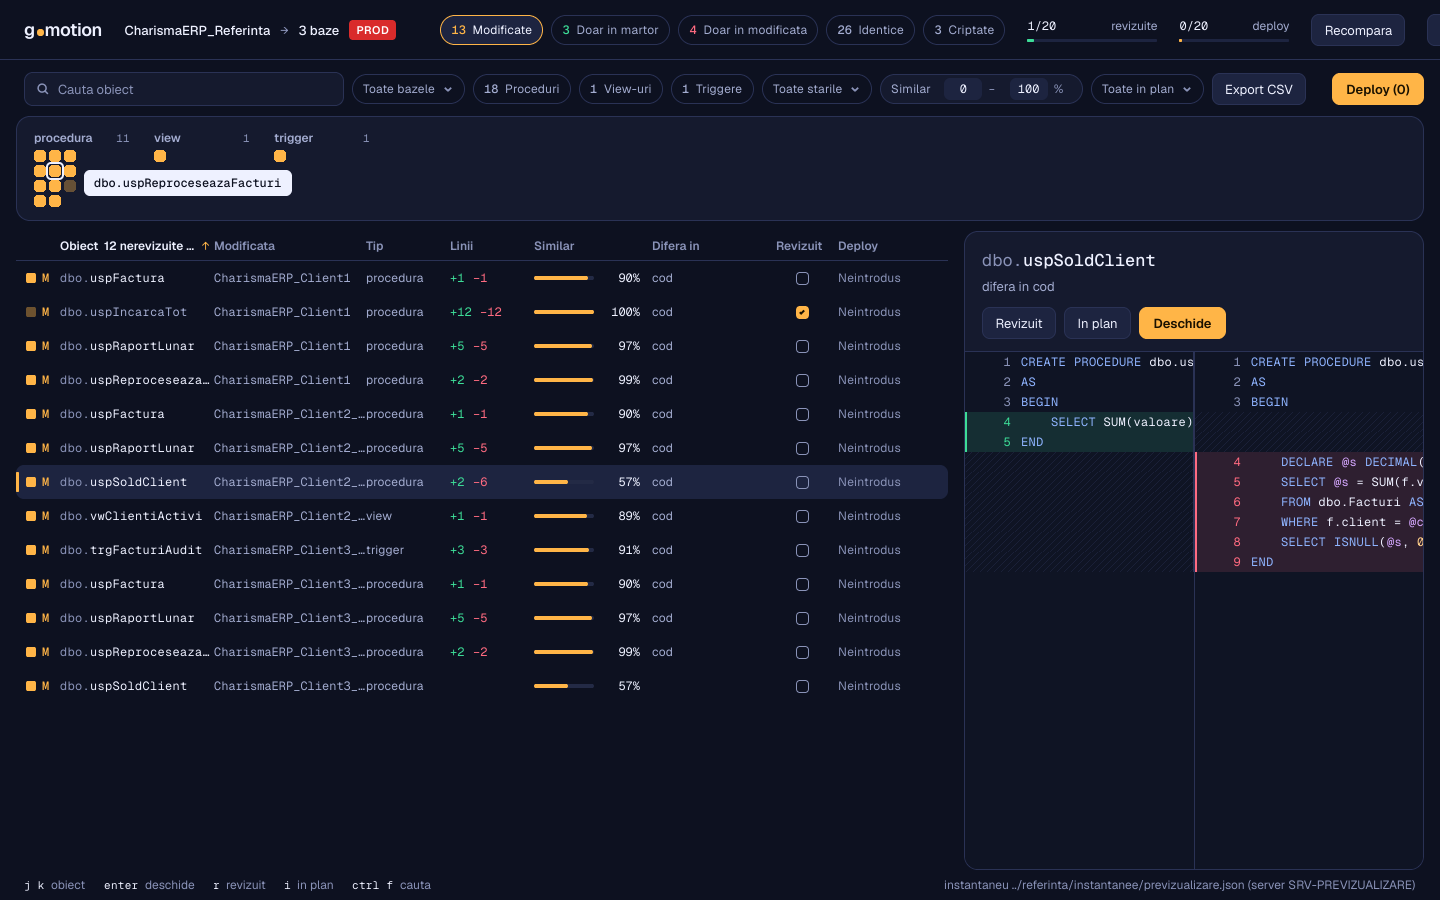 gomotion CharismaERP_Referinta → 3 baze PROD 13 Modificate 3 Doar in martor 4 Doar in modificata 26 Identice 3 Criptate 1/20 revizuite 0/20 deploy Recompara
Cauta obiect Toate bazele 18 Proceduri 1 View-uri 1 Triggere Toate starile Similar 0 – 100 % Toate in plan Export CSV Deploy (0)
procedura 11 view 1 trigger 1
dbo.uspReproceseazaFacturi
Obiect 12 nerevizuite … ↑ Modificata Tip Linii Similar Difera in Revizuit Deploy
M dbo.uspFactura CharismaERP_Client1 procedura +1 −1 90% cod Neintrodus
M dbo.uspIncarcaTot CharismaERP_Client1 procedura +12 −12 100% cod Neintrodus
M dbo.uspRaportLunar CharismaERP_Client1 procedura +5 −5 97% cod Neintrodus
M dbo.uspReproceseaza… CharismaERP_Client1 procedura +2 −2 99% cod Neintrodus
M dbo.uspFactura CharismaERP_Client2_… procedura +1 −1 90% cod Neintrodus
M dbo.uspRaportLunar CharismaERP_Client2_… procedura +5 −5 97% cod Neintrodus
M dbo.uspSoldClient CharismaERP_Client2_… procedura +2 −6 57% cod Neintrodus
M dbo.vwClientiActivi CharismaERP_Client2_… view +1 −1 89% cod Neintrodus
M dbo.trgFacturiAudit CharismaERP_Client3_… trigger +3 −3 91% cod Neintrodus
M dbo.uspFactura CharismaERP_Client3_… procedura +1 −1 90% cod Neintrodus
M dbo.uspRaportLunar CharismaERP_Client3_… procedura +5 −5 97% cod Neintrodus
M dbo.uspReproceseaza… CharismaERP_Client3_… procedura +2 −2 99% cod Neintrodus
M dbo.uspSoldClient CharismaERP_Client3_… procedura 57% Neintrodus
dbo.uspSoldClient
difera in cod
Revizuit In plan Deschide
1 CREATE PROCEDURE dbo.us
2 AS
3 BEGIN
4 SELECT SUM(valoare)
5 END
1 CREATE PROCEDURE dbo.us
2 AS
3 BEGIN
4 DECLARE @s DECIMAL(
5 SELECT @s = SUM(f.v
6 FROM dbo.Facturi AS
7 WHERE f.client = @c
8 SELECT ISNULL(@s, 0
9 END
j k obiect enter deschide r revizuit i in plan ctrl f cauta
instantaneu ../referinta/instantanee/previzualizare.json (server SRV-PREVIZUALIZARE)